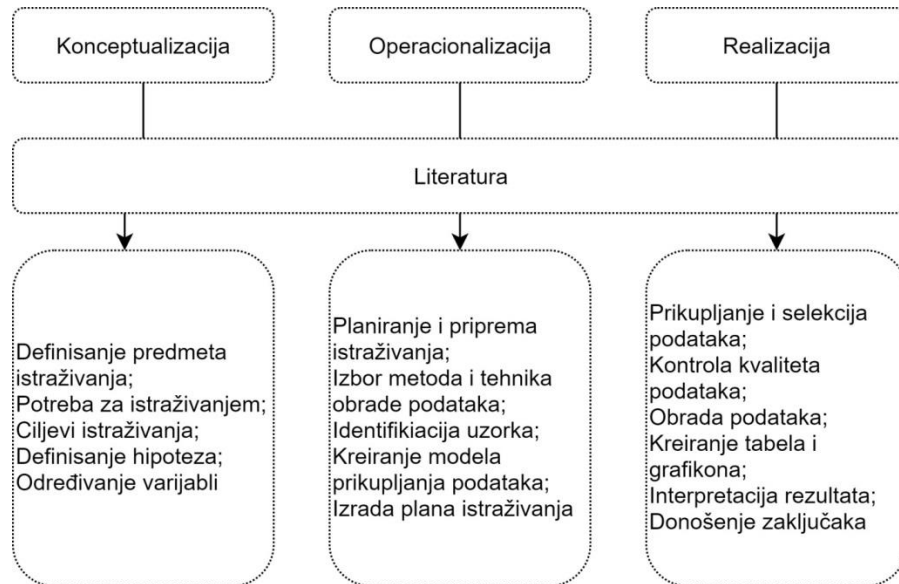 Konceptualizacija
Operacionalizacija
Realizacija
Literatura
Definisanje predmeta
istraživanja;
Potreba za istraživanjem;
Ciljevi istraživanja;
Definisanje hipoteza;
Određivanje varijabli
Planiranje i priprema
istraživanja;
Izbor metoda i tehnika
obrade podataka;
Identifikiacija uzorka;
Kreiranje modela
prikupljanja podataka;
Izrada plana istraživanja
Prikupljanje i selekcija
podataka;
Kontrola kvaliteta
podataka;
Obrada podataka;
Kreiranje tabela i
grafikona;
Interpretacija rezultata;
Donošenje zaključaka